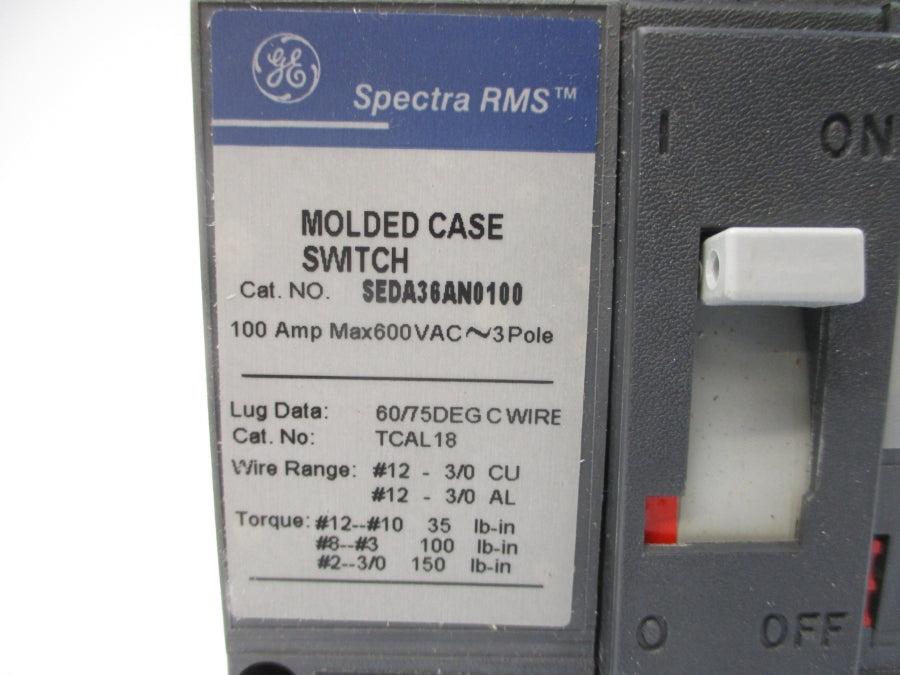 GE
Spectra RMS™
MOLDED CASE
SWITCH
Cat. NO. SEDA36AN0100
100 Amp Max600VAC~3Pole
Lug Data: 60/75DEG C WIRE
Cat. No: TCAL18
Wire Range: #12 - 3/0 CU
#12 - 3/0 AL
Torque: #12--#10 35 lb-in
#8--#3 100 lb-in
#2--3/0 150 lb-in
I ON
O OFF